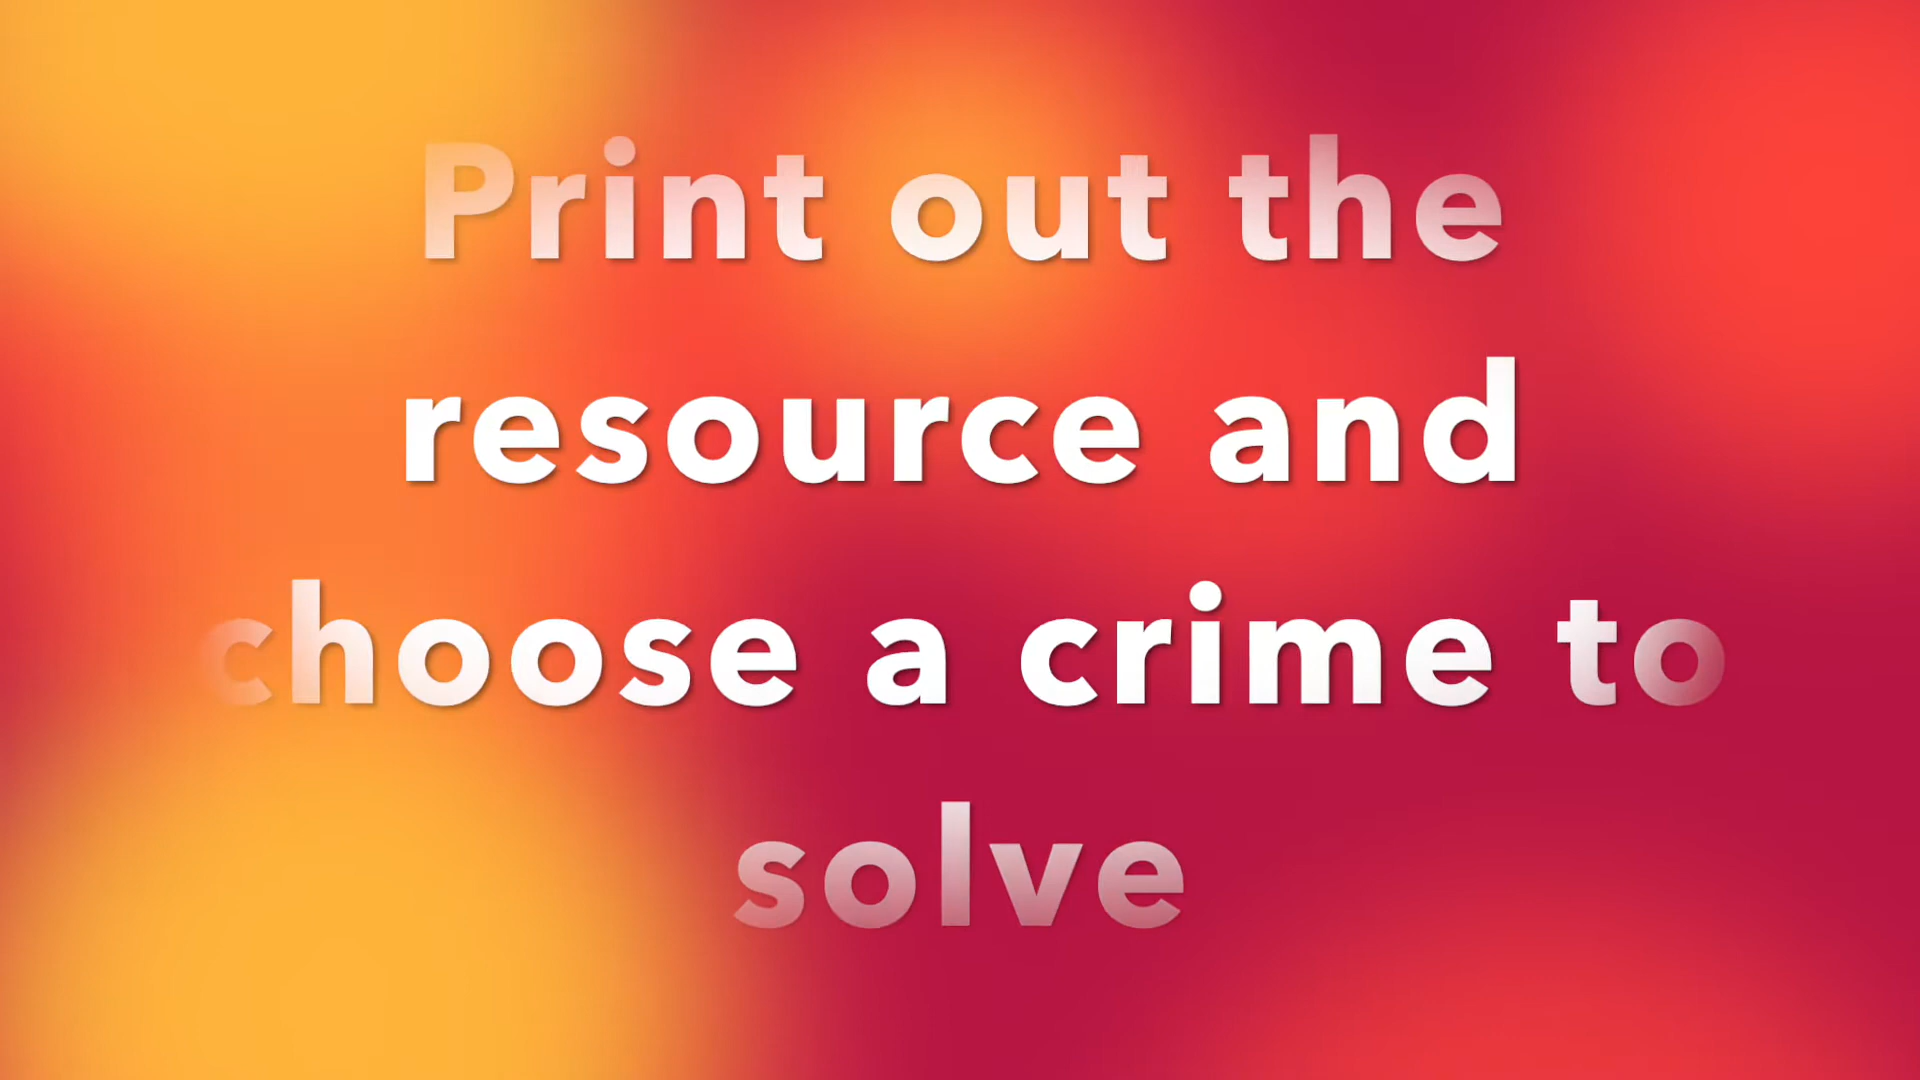 Print out the
resource and
choose a crime to
solve